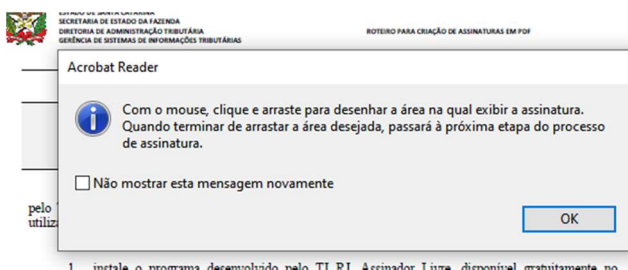 ESTADO DE SANTA CATARINA
SECRETARIA DE ESTADO DA FAZENDA
DIRETORIA DE ADMINISTRAÇÃO TRIBUTÁRIA
GERÊNCIA DE SISTEMAS DE INFORMAÇÕES TRIBUTÁRIAS
ROTEIRO PARA CRIAÇÃO DE ASSINATURAS EM PDF
Acrobat Reader
Com o mouse, clique e arraste para desenhar a área na qual exibir a assinatura.
Quando terminar de arrastar a área desejada, passará à próxima etapa do processo
de assinatura.
Não mostrar esta mensagem novamente
OK
pelo
utiliz
1. instale o programa desenvolvido pelo TJ RJ, Assinador Livre, disponível gratuitamente no